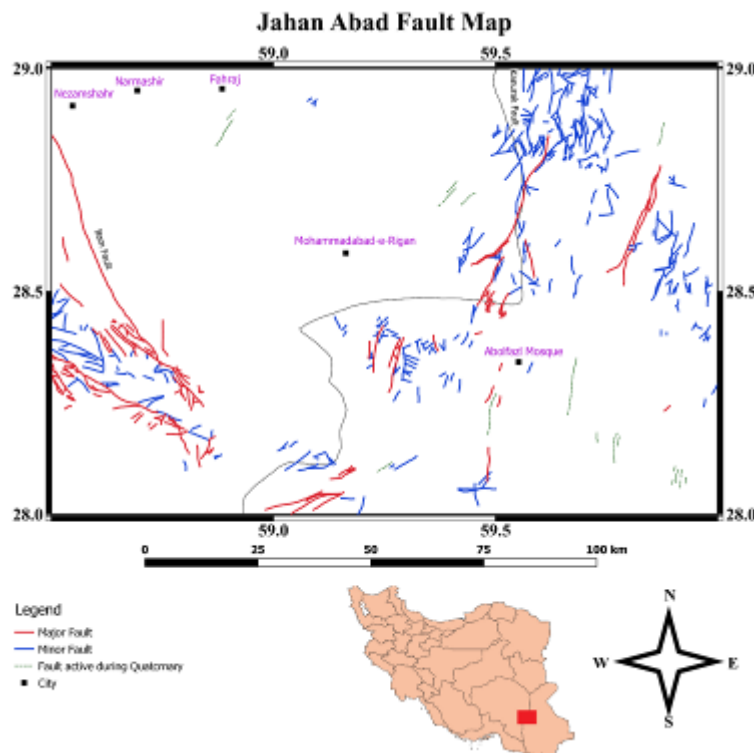 Jahan Abad Fault Map
59.0 59.5
29.0 29.0
Nezamshahr
Narmashir
Fahraj
Mohammadabad-e-Rigan
28.5 28.5
Abolfazl Mosque
28.0 28.0
59.0 59.5
0 25 50 75 100 km
Legend
Major Fault
Minor Fault
Fault active during Quaternary
City
N
W E
S